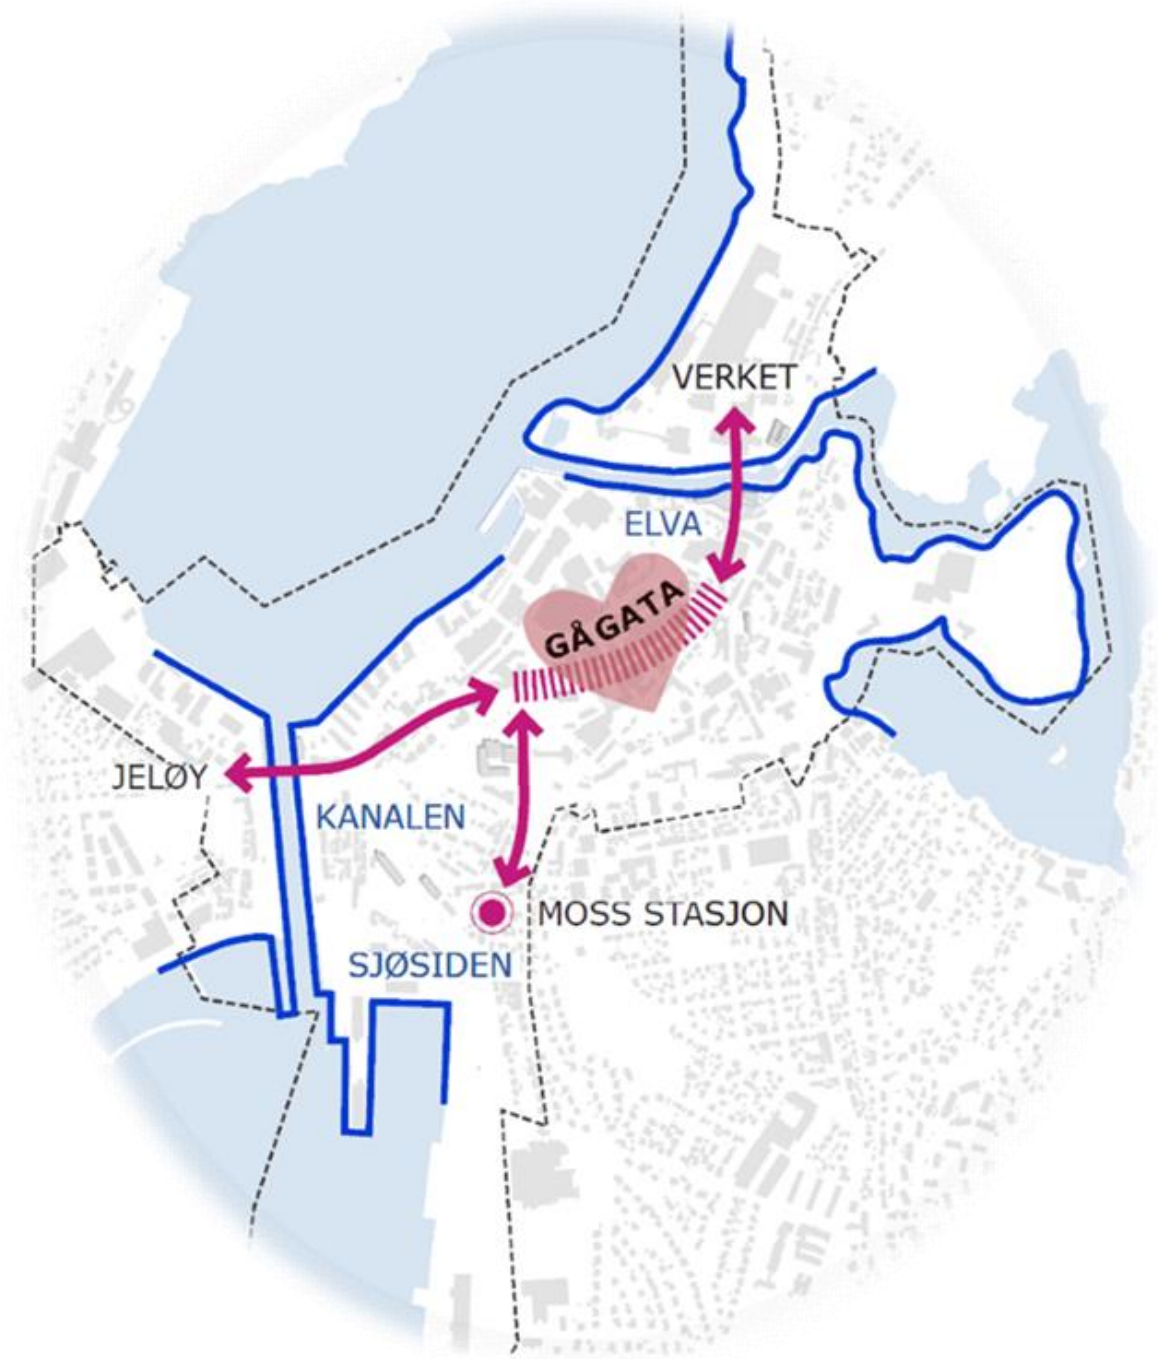 VERKET
ELVA
GÅGATA
JELØY
KANALEN
MOSS STASJON
SJØSIDEN